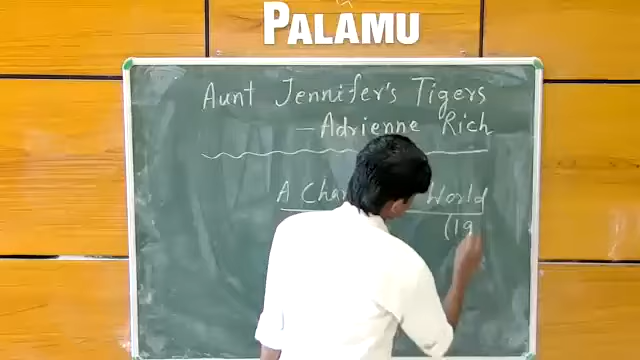 PALAMU
Aunt Jennifer's Tigers
- Adrienne Rich
A Cha World
(19